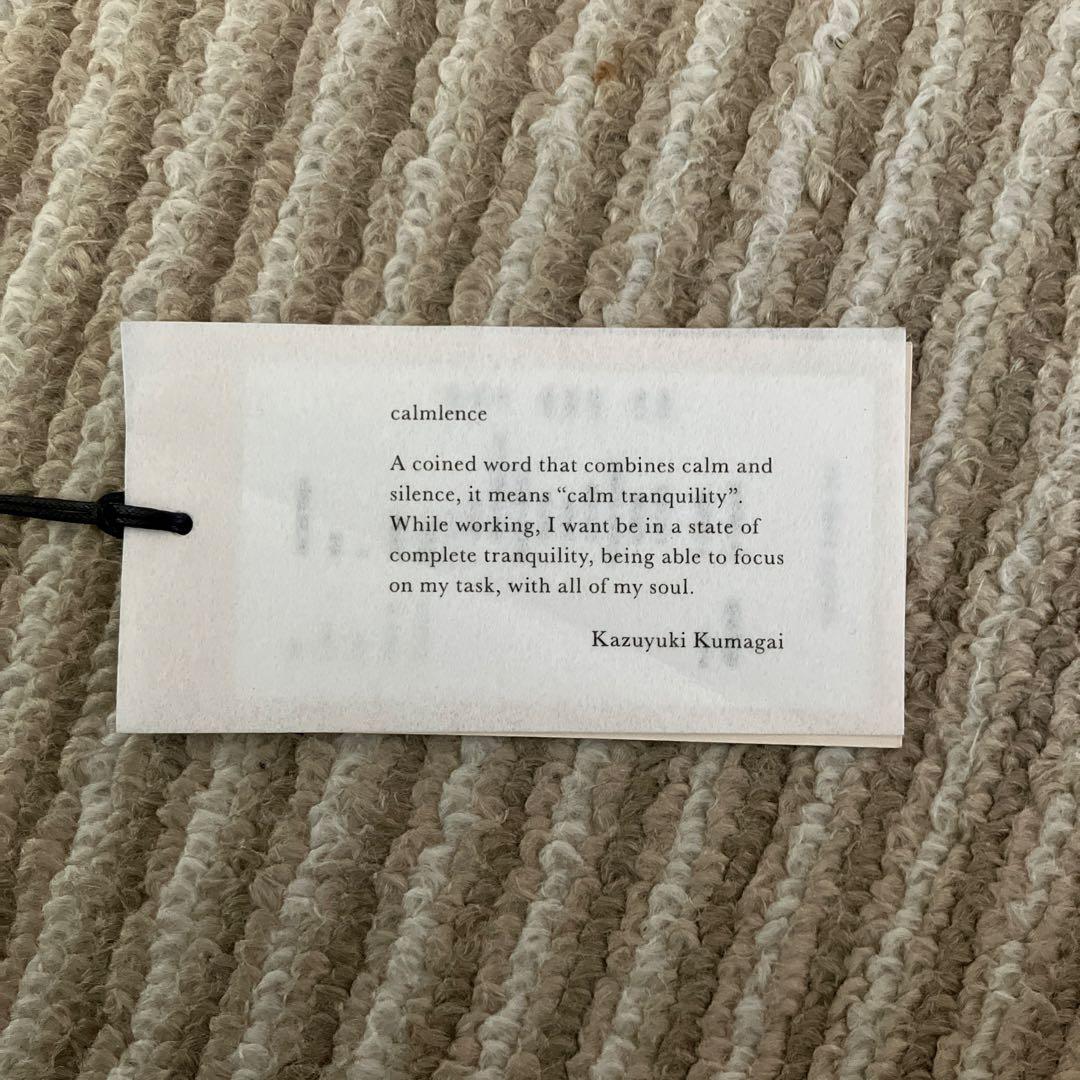 calmlence
A coined word that combines calm and
silence, it means “calm tranquility”.
While working, I want be in a state of
complete tranquility, being able to focus
on my task, with all of my soul.
Kazuyuki Kumagai